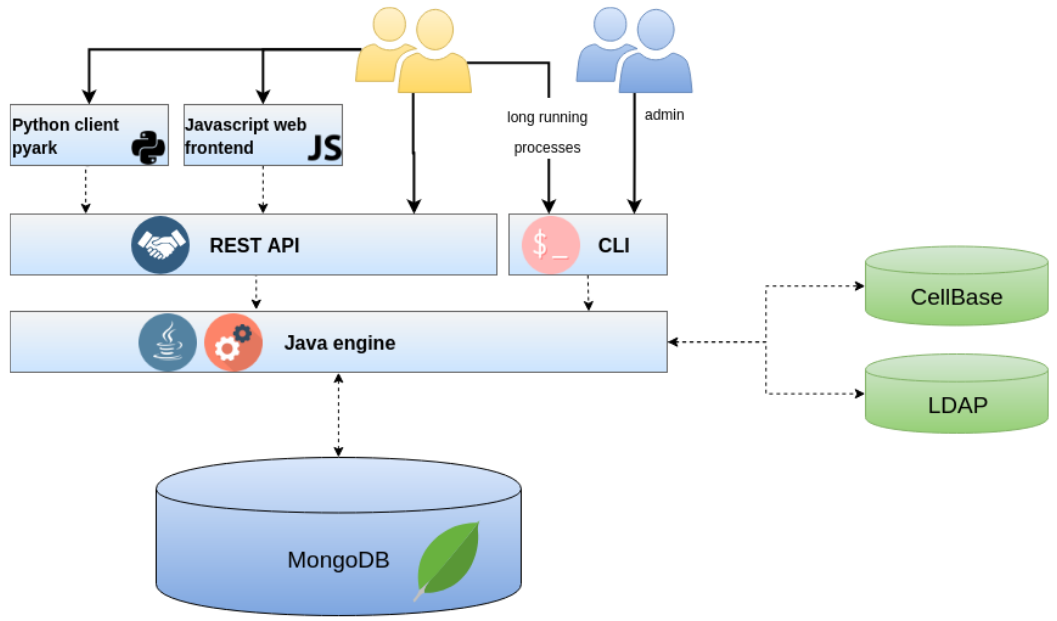 long running
processes
admin
Python client
pyark
Javascript web
frontend
JS
REST API
$_
CLI
CellBase
Java engine
LDAP
MongoDB